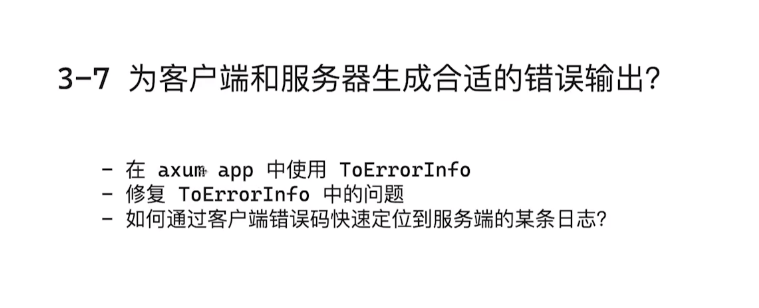 3-7 为客户端和服务器生成合适的错误输出？
- 在 axum app 中使用 ToErrorInfo
- 修复 ToErrorInfo 中的问题
- 如何通过客户端错误码快速定位到服务端的某条日志？